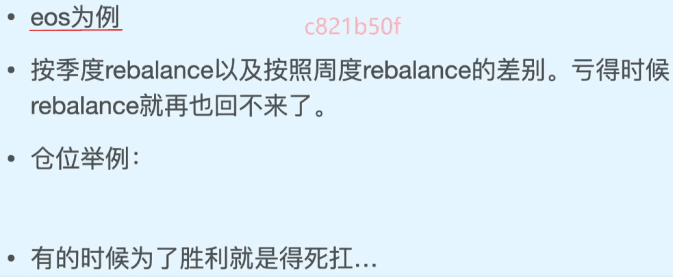 • eos为例
c821b50f
• 按季度rebalance以及按照周度rebalance的差别。亏得时候
rebalance就再也回不来了。
• 仓位举例：
• 有的时候为了胜利就是得死扛…